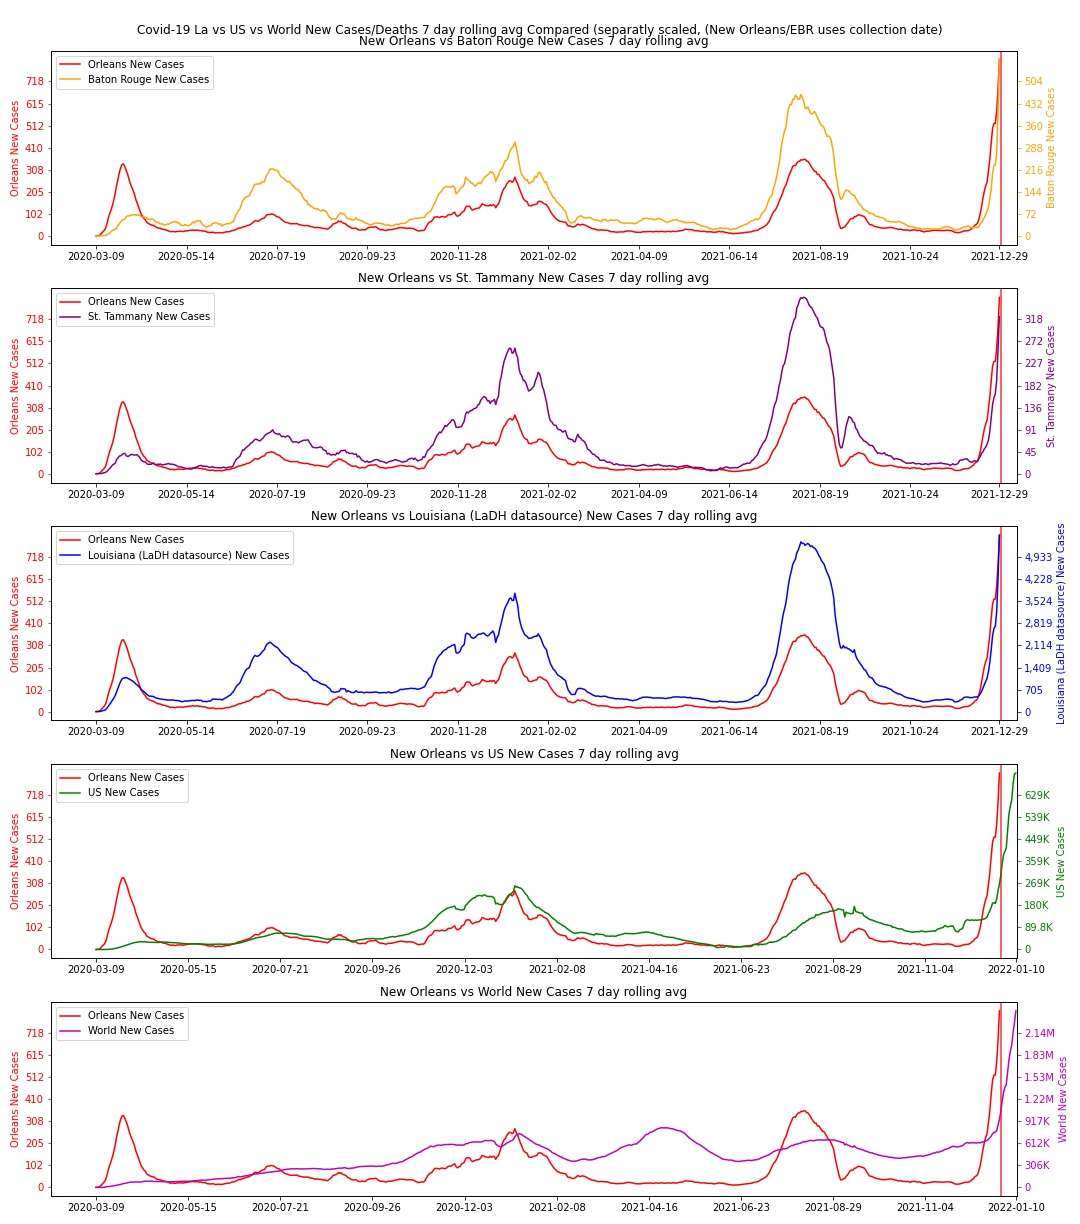 Covid-19 La vs US vs World New Cases/Deaths 7 day rolling avg Compared (separatly scaled, (New Orleans/EBR uses collection date)
New Orleans vs Baton Rouge New Cases 7 day rolling avg
Orleans New Cases
Baton Rouge New Cases
Orleans New Cases
718
615
512
410
308
205
102
0
504
432
360
288
216
144
72
0
Baton Rouge New Cases
2020-03-09 2020-05-14 2020-07-19 2020-09-23 2020-11-28 2021-02-02 2021-04-09 2021-06-14 2021-08-19 2021-10-24 2021-12-29
New Orleans vs St. Tammany New Cases 7 day rolling avg
Orleans New Cases
St. Tammany New Cases
Orleans New Cases
718
615
512
410
308
205
102
0
318
272
227
182
136
91
45
0
St. Tammany New Cases
2020-03-09 2020-05-14 2020-07-19 2020-09-23 2020-11-28 2021-02-02 2021-04-09 2021-06-14 2021-08-19 2021-10-24 2021-12-29
New Orleans vs Louisiana (LaDH datasource) New Cases 7 day rolling avg
Orleans New Cases
Louisiana (LaDH datasource) New Cases
Orleans New Cases
718
615
512
410
308
205
102
0
4,933
4,228
3,524
2,819
2,114
1,409
705
0
Louisiana (LaDH datasource) New Cases
2020-03-09 2020-05-14 2020-07-19 2020-09-23 2020-11-28 2021-02-02 2021-04-09 2021-06-14 2021-08-19 2021-10-24 2021-12-29
New Orleans vs US New Cases 7 day rolling avg
Orleans New Cases
US New Cases
Orleans New Cases
718
615
512
410
308
205
102
0
629K
539K
449K
359K
269K
180K
89.8K
0
US New Cases
2020-03-09 2020-05-15 2020-07-21 2020-09-26 2020-12-03 2021-02-08 2021-04-16 2021-06-23 2021-08-29 2021-11-04 2022-01-10
New Orleans vs World New Cases 7 day rolling avg
Orleans New Cases
World New Cases
Orleans New Cases
718
615
512
410
308
205
102
0
2.14M
1.83M
1.53M
1.22M
917K
612K
306K
0
World New Cases
2020-03-09 2020-05-15 2020-07-21 2020-09-26 2020-12-03 2021-02-08 2021-04-16 2021-06-23 2021-08-29 2021-11-04 2022-01-10